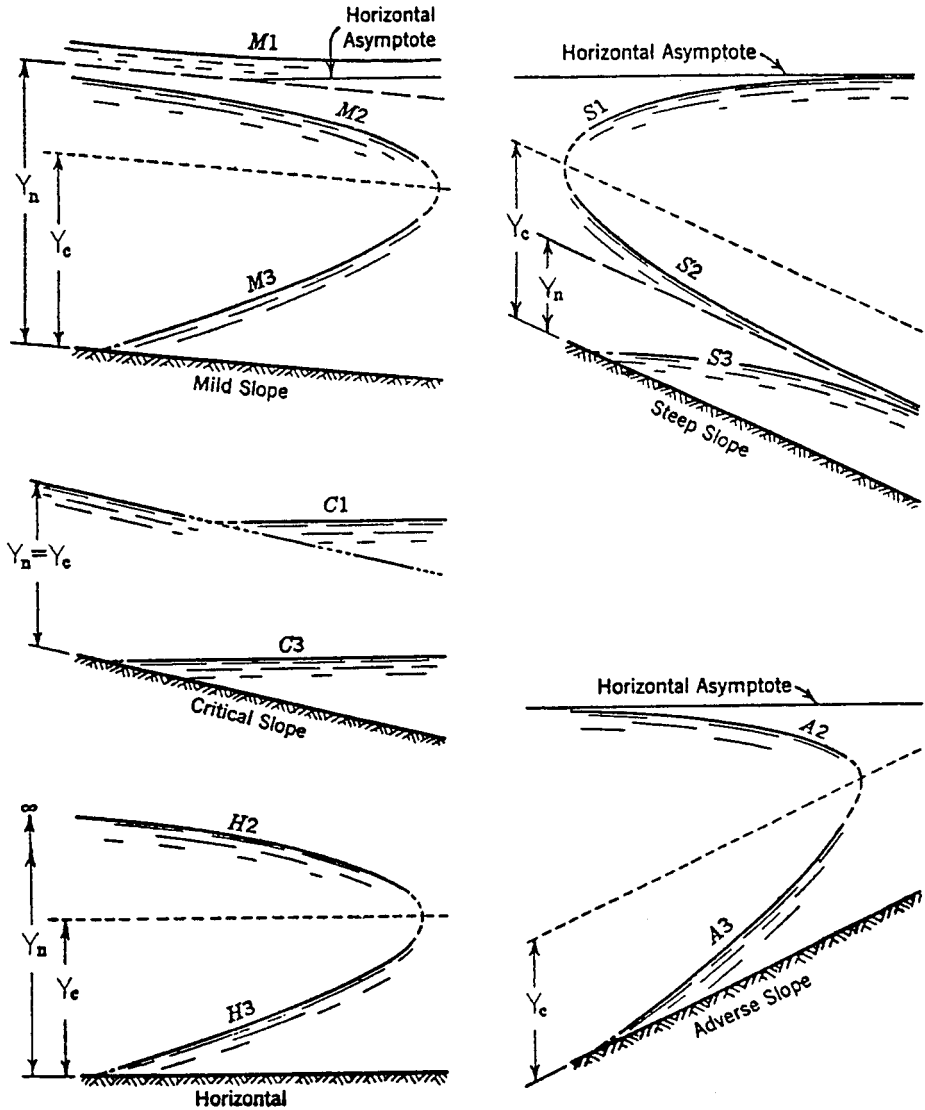 Horizontal
Asymptote
M1
M2
Yn
Yc
M3
Mild Slope
Horizontal Asymptote
S1
Yc
S2
Yn
S3
Steep Slope
C1
Yn=Yc
C3
Critical Slope
Horizontal Asymptote
A2
A3
Yc
Adverse Slope
∞
H2
Yn
Yc
H3
Horizontal